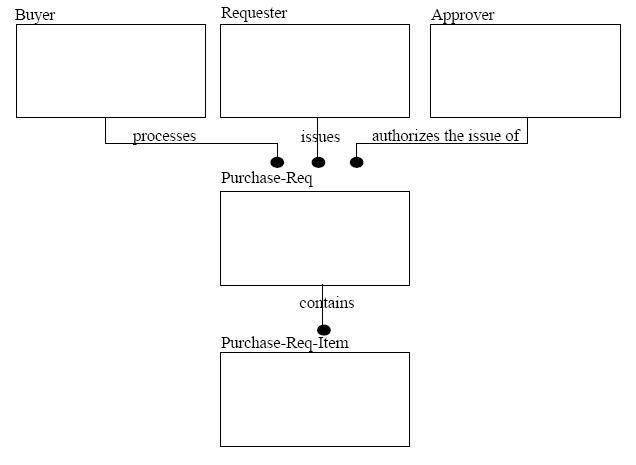 Buyer
Requester
Approver
processes
issues
authorizes the issue of
Purchase-Req
contains
Purchase-Req-Item